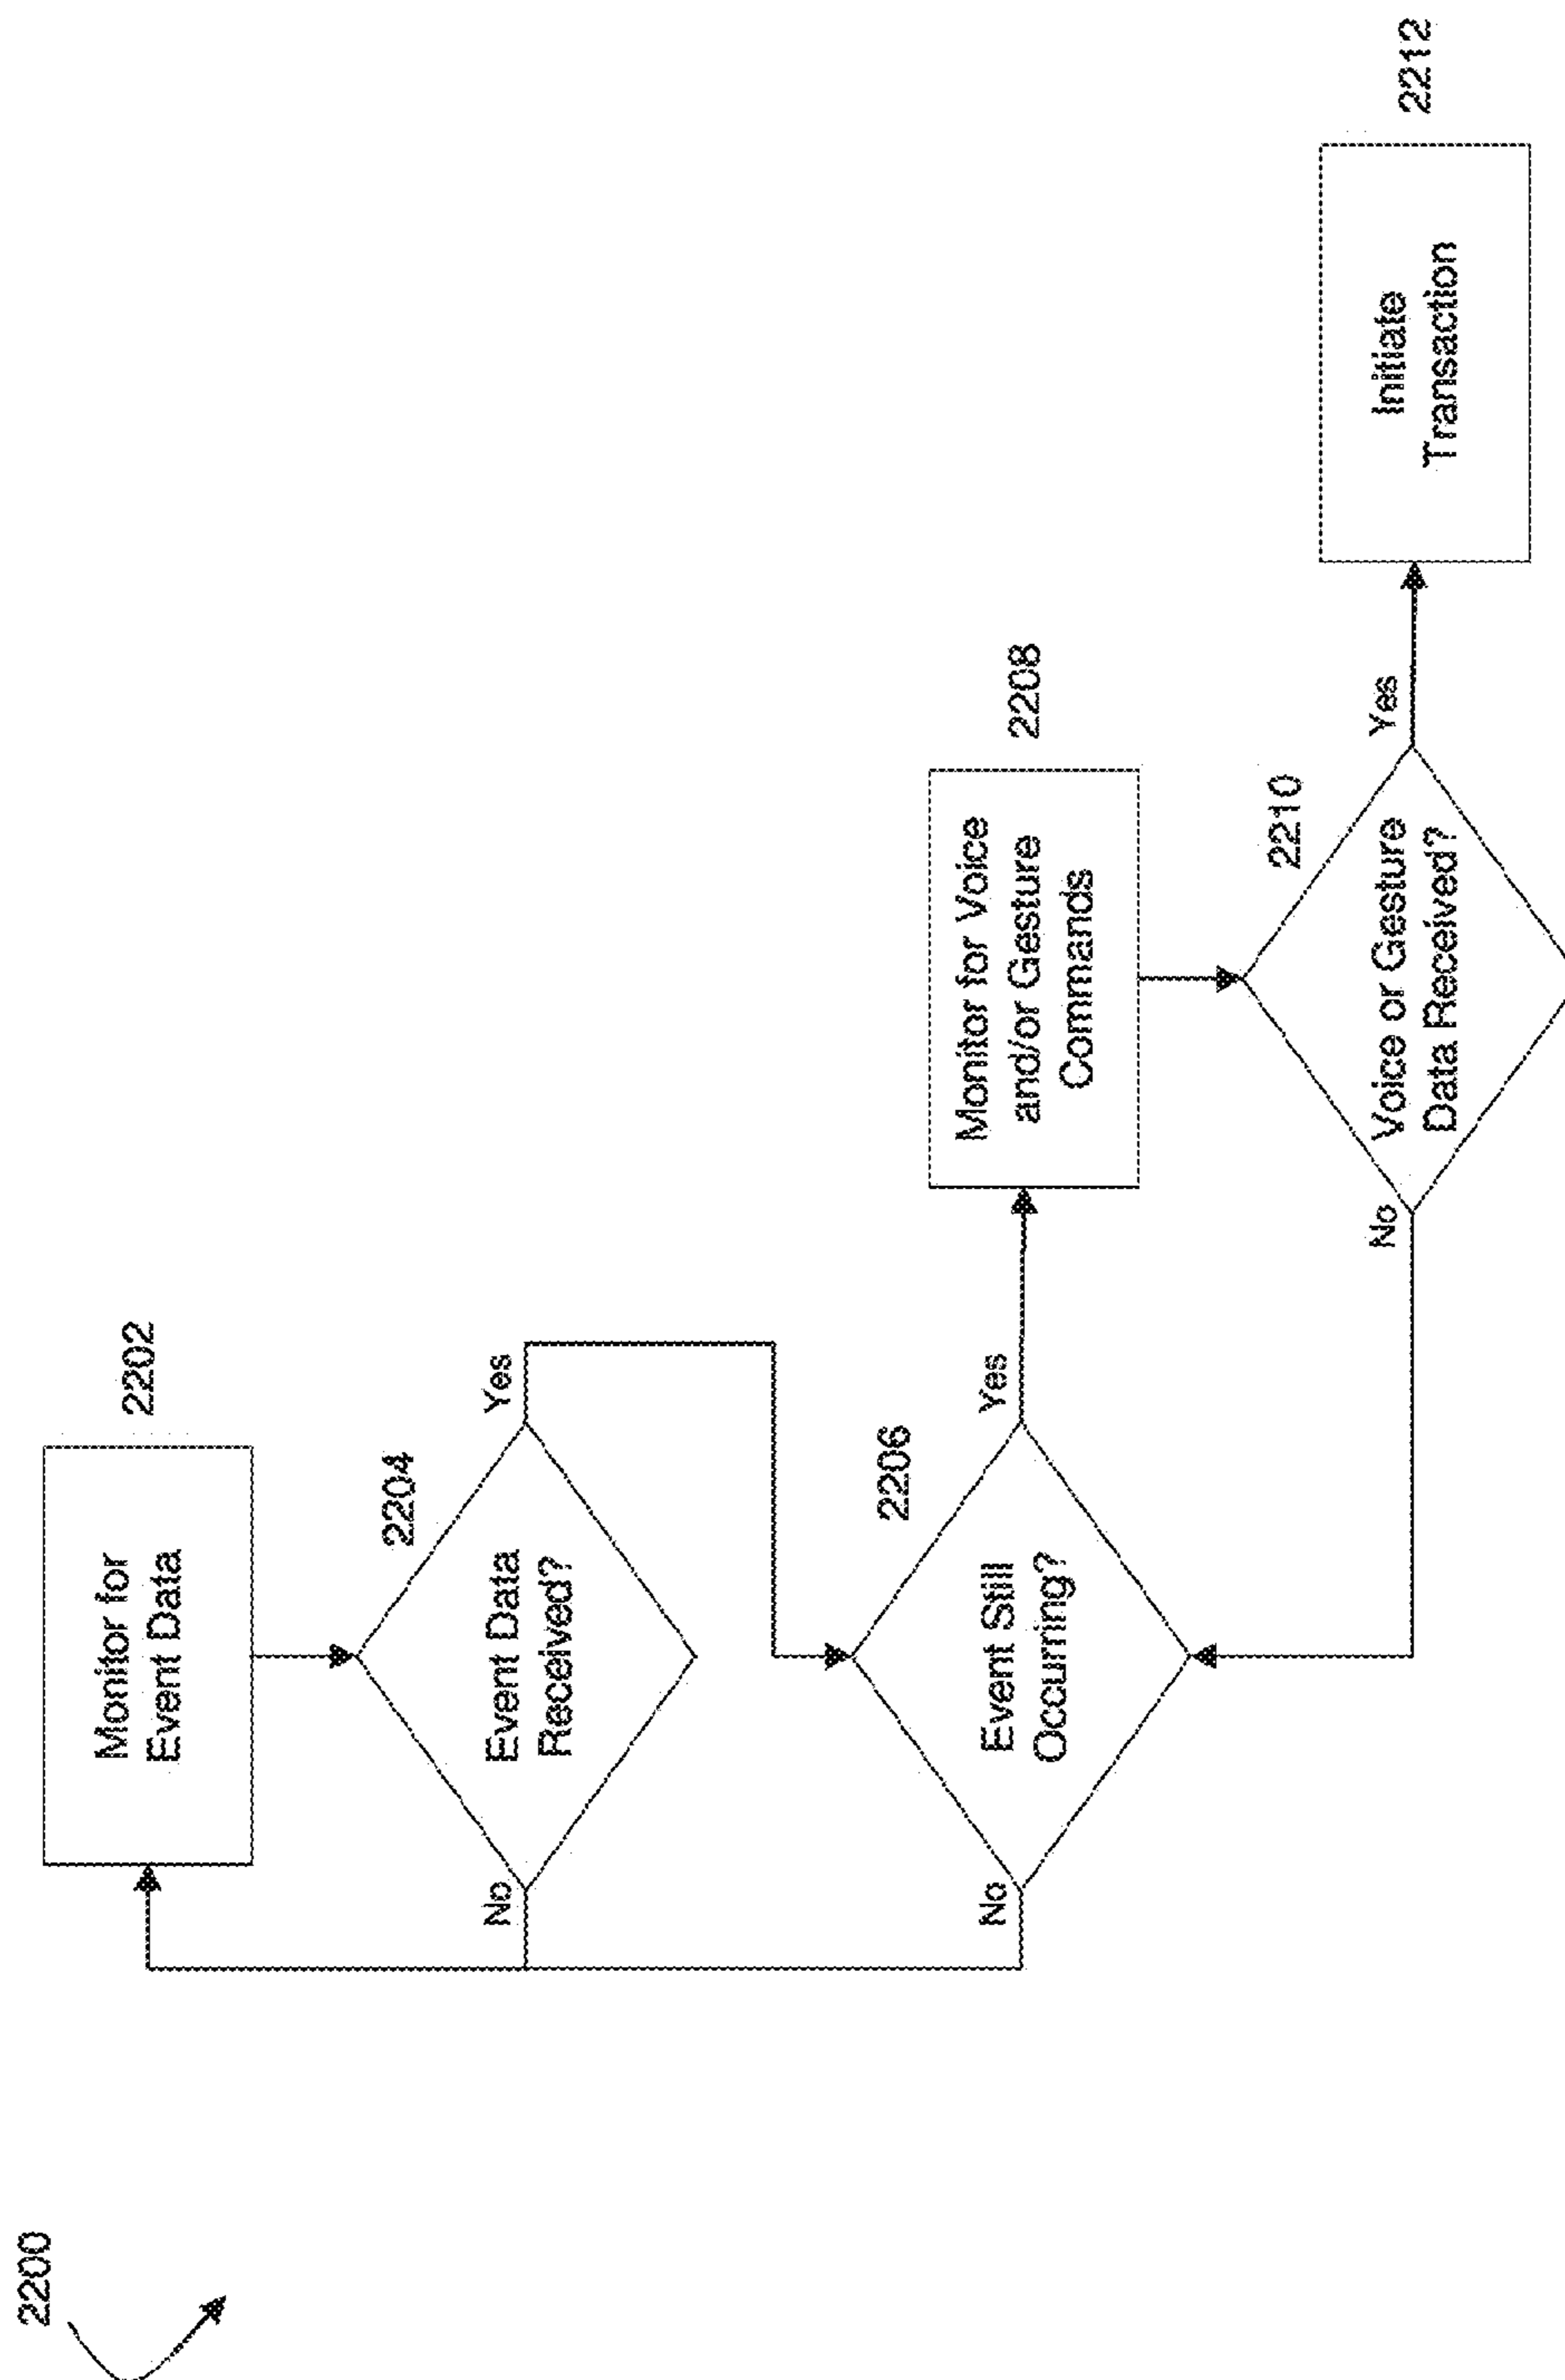 2200
Monitor for
Event Data
2202
2204
Event Data
Received?
No
Yes
2206
Event Still
Occurring?
No
Yes
Monitor for Voice
and/or Gesture
Commands
2208
2210
Voice or Gesture
Data Received?
No
Yes
Initiate
Transaction
2212